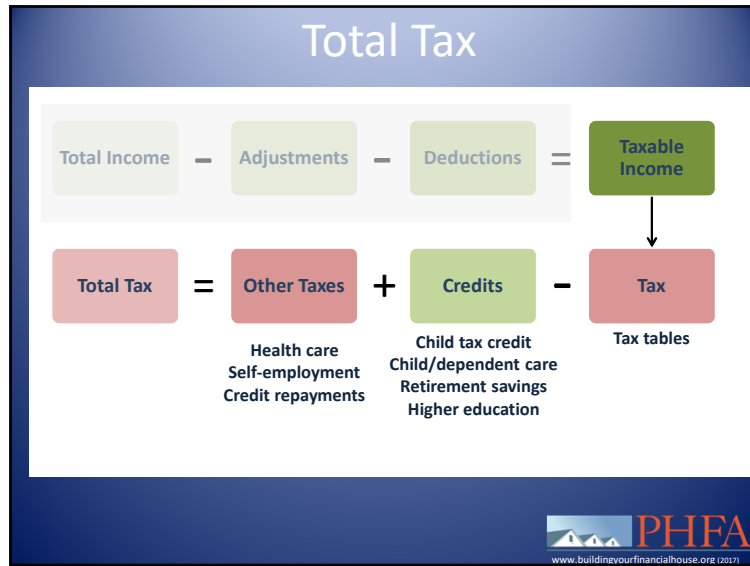 Total Tax
Total Income - Adjustments - Deductions = Taxable
Income
Total Tax = Other Taxes + Credits - Tax
Health care
Self-employment
Credit repayments
Child tax credit
Child/dependent care
Retirement savings
Higher education
Tax tables
PHFA
www.buildingyourfinancialhouse.org (2017)